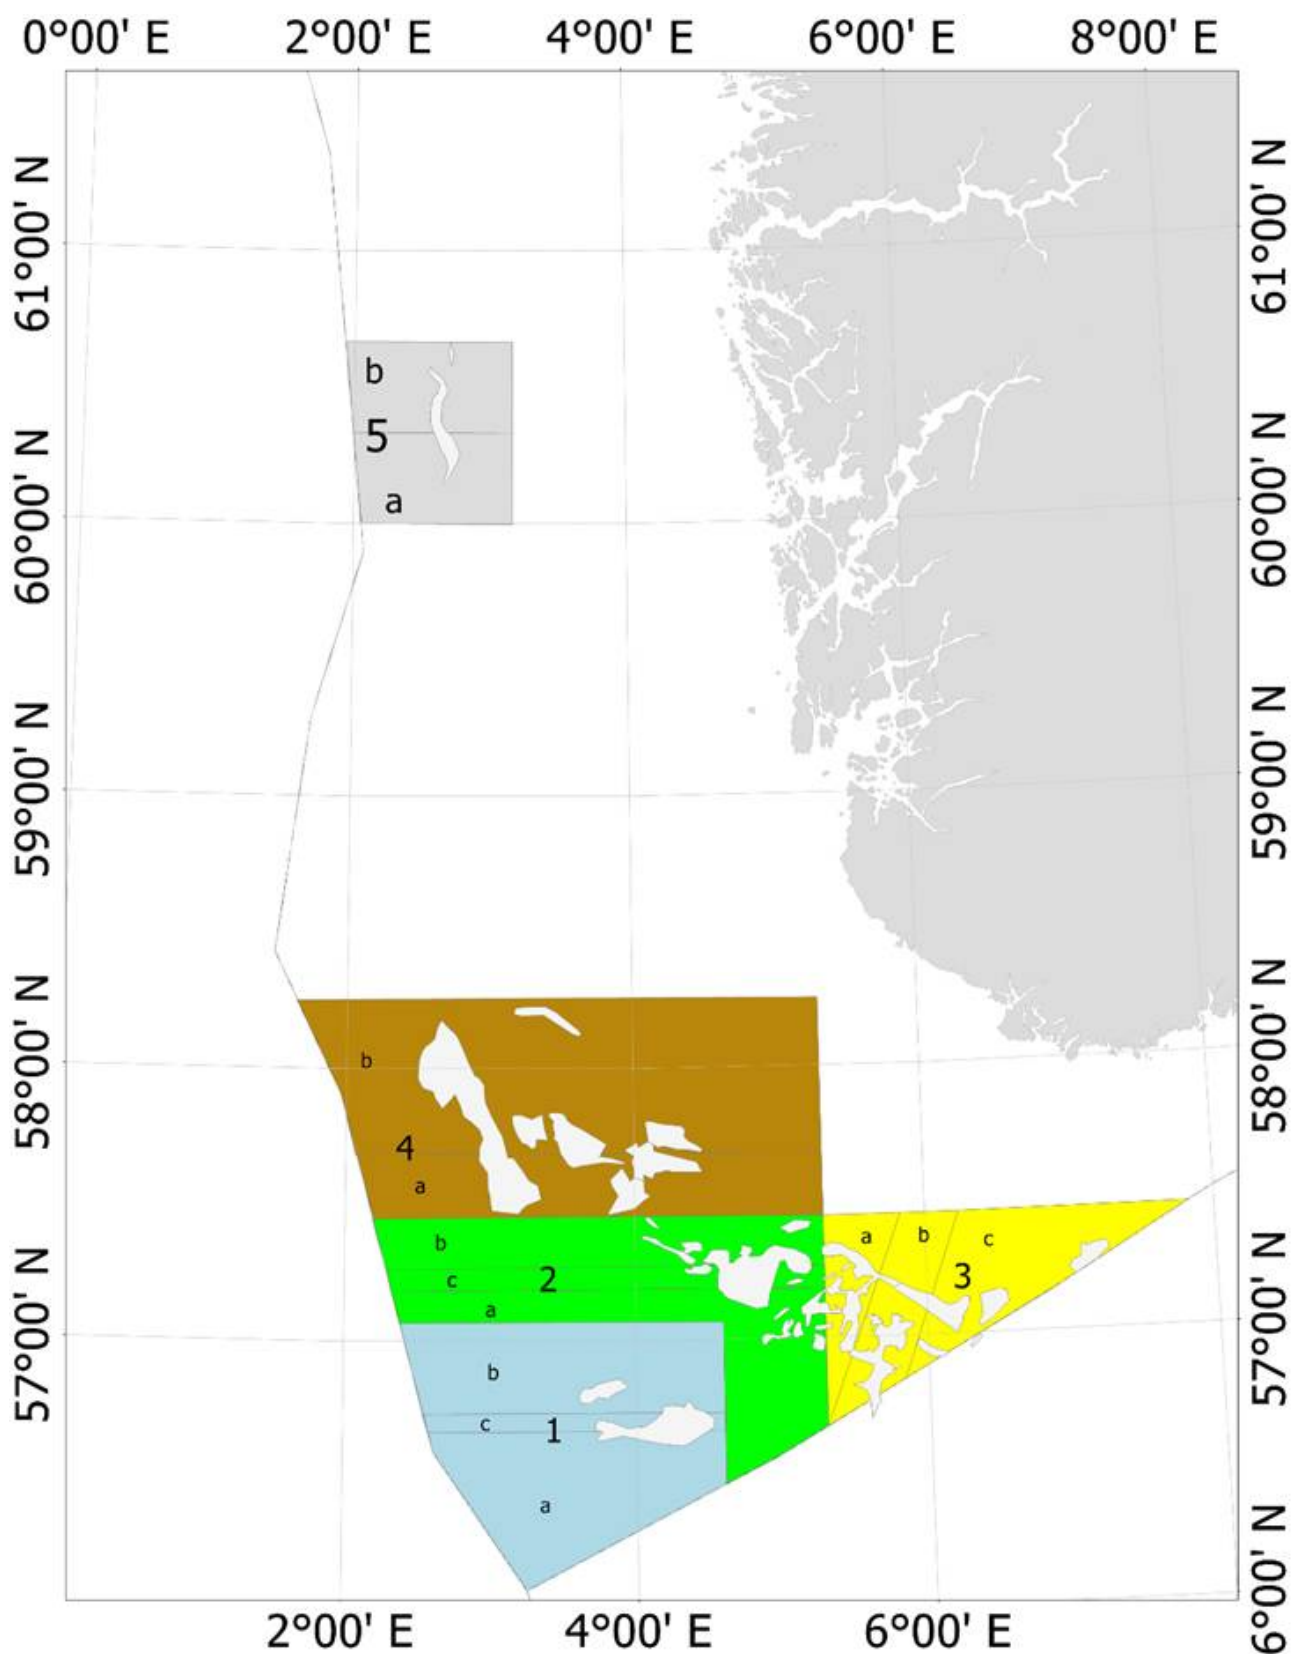 0°00' E 2°00' E 4°00' E 6°00' E 8°00' E
61°00' N 61°00' N
b
5
a
60°00' N 60°00' N
59°00' N 59°00' N
58°00' N 58°00' N
b
4
a
b
c 2
a
a b c
3
57°00' N 57°00' N
b
c 1
a
6°00' N
2°00' E 4°00' E 6°00' E